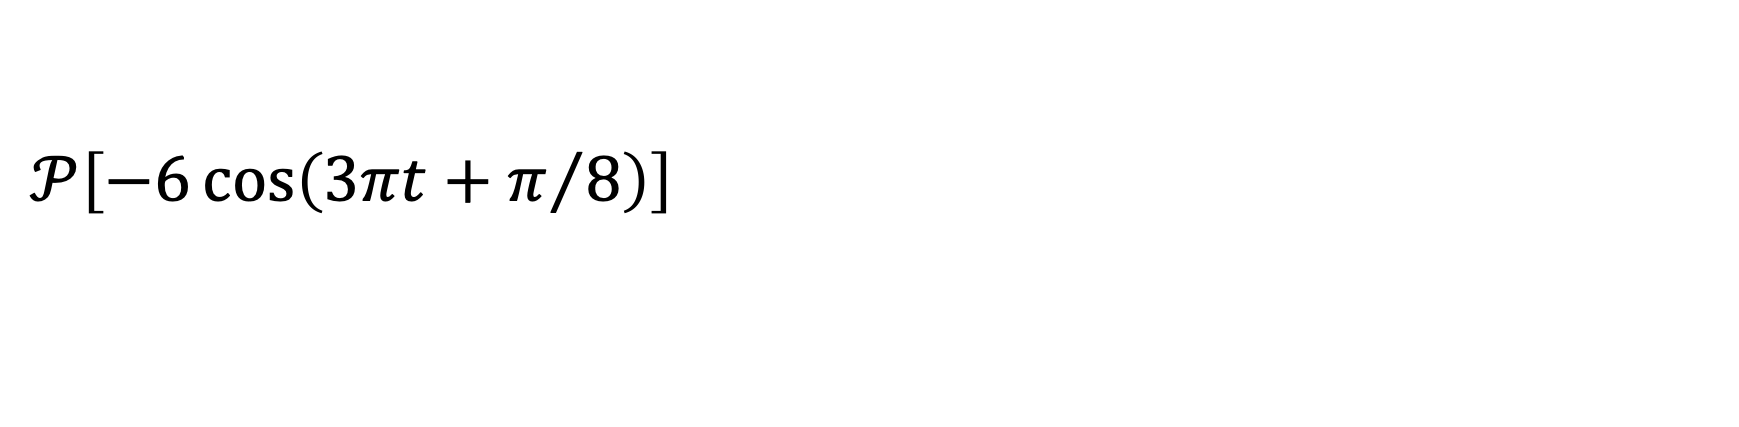 𝒫[−6 cos(3𝜋𝑡 + 𝜋/8)]